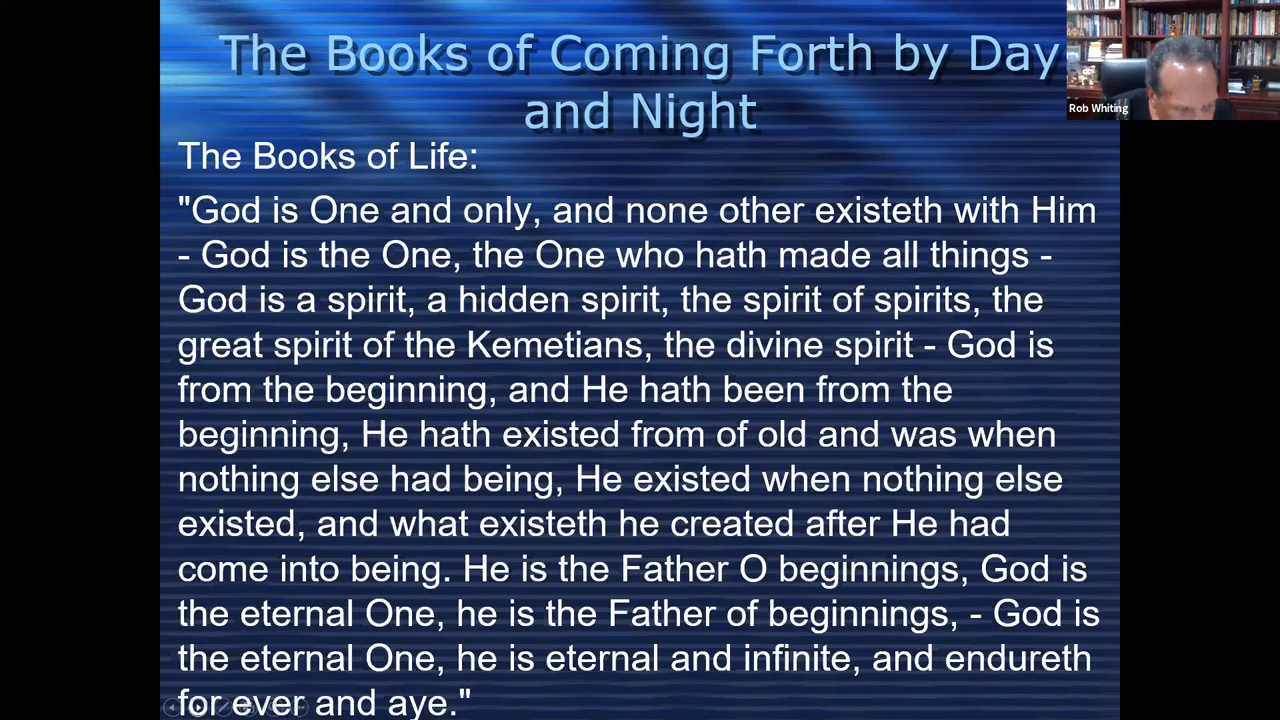 The Books of Coming Forth by Day
and Night
Rob Whiting
The Books of Life:
"God is One and only, and none other existeth with Him
- God is the One, the One who hath made all things -
God is a spirit, a hidden spirit, the spirit of spirits, the
great spirit of the Kemetians, the divine spirit - God is
from the beginning, and He hath been from the
beginning, He hath existed from of old and was when
nothing else had being, He existed when nothing else
existed, and what existeth he created after He had
come into being. He is the Father O beginnings, God is
the eternal One, he is the Father of beginnings, - God is
the eternal One, he is eternal and infinite, and endureth
for ever and aye."